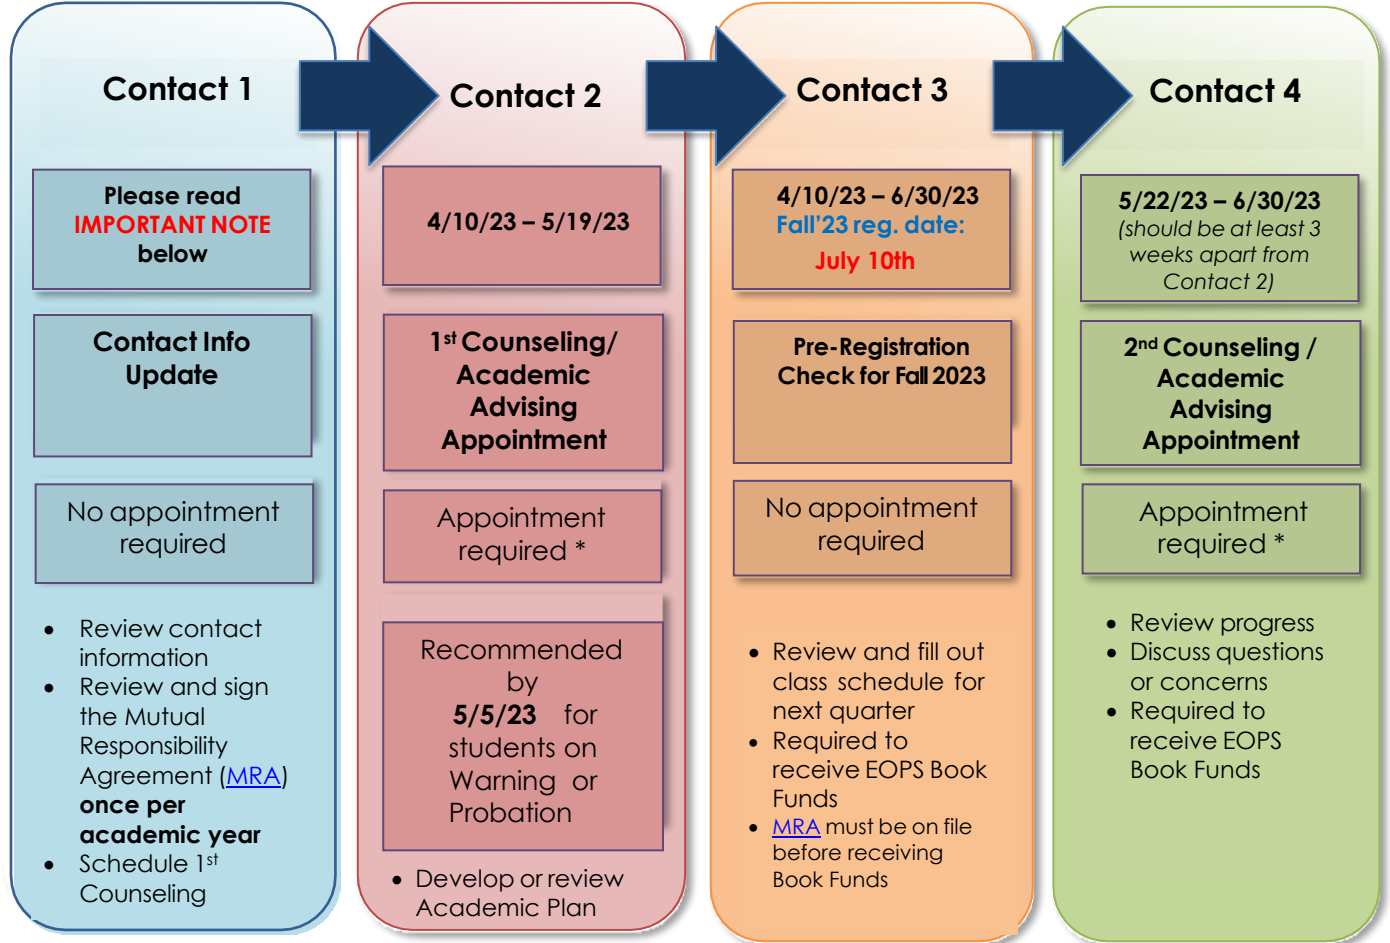 Contact 1
Please read
IMPORTANT NOTE
below
Contact Info
Update
No appointment
required
• Review contact
information
• Review and sign
the Mutual
Responsibility
Agreement (MRA)
once per
academic year
• Schedule 1st
Counseling
Contact 2
4/10/23 – 5/19/23
1st Counseling/
Academic
Advising
Appointment
Appointment
required *
Recommended
by
5/5/23 for
students on
Warning or
Probation
• Develop or review
Academic Plan
Contact 3
4/10/23 – 6/30/23
Fall'23 reg. date:
July 10th
Pre-Registration
Check for Fall 2023
No appointment
required
• Review and fill out
class schedule for
next quarter
• Required to
receive EOPS Book
Funds
• MRA must be on file
before receiving
Book Funds
Contact 4
5/22/23 – 6/30/23
(should be at least 3
weeks apart from
Contact 2)
2nd Counseling /
Academic
Advising
Appointment
Appointment
required *
• Review progress
• Discuss questions
or concerns
• Required to
receive EOPS
Book Funds